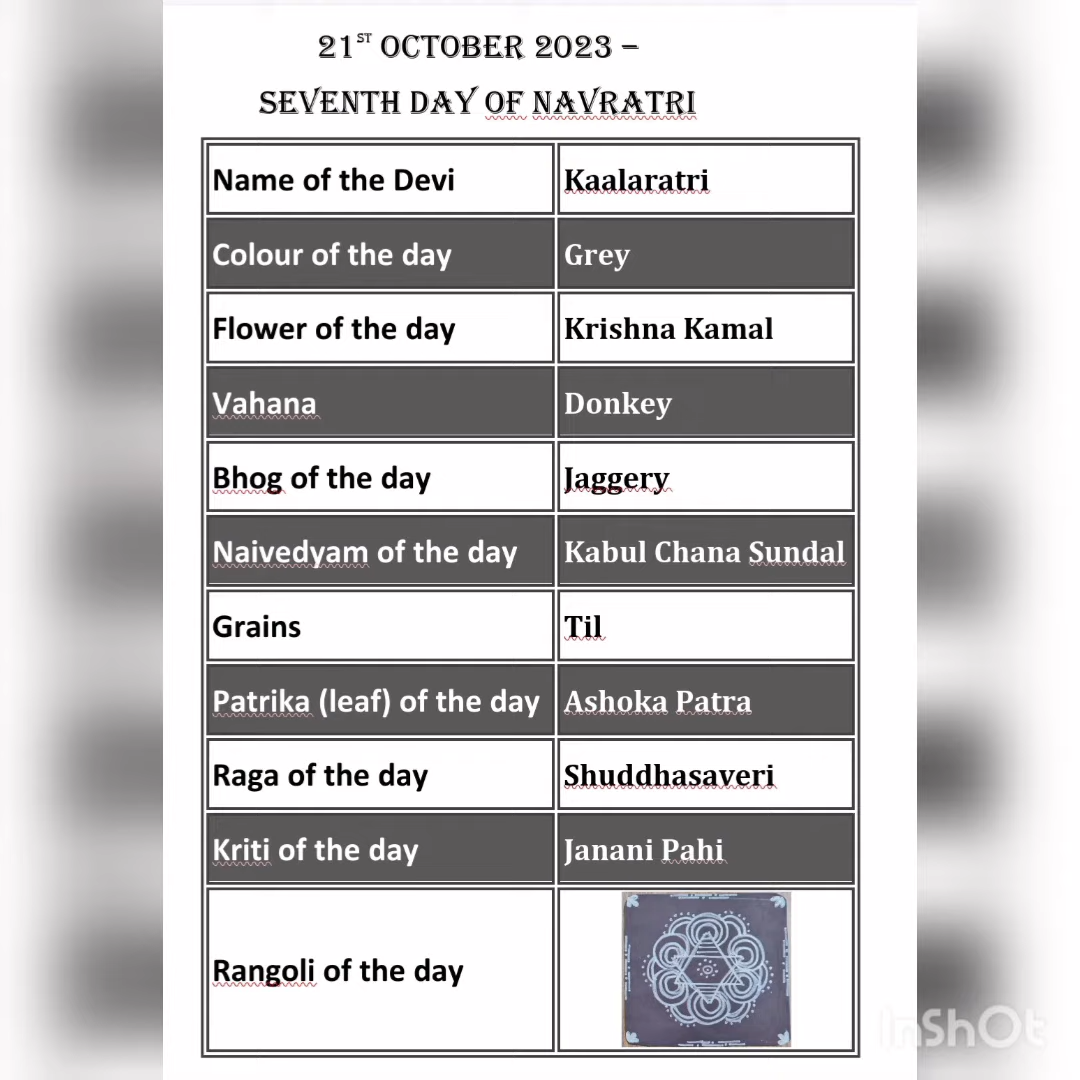 21ST OCTOBER 2023 –
SEVENTH DAY OF NAVRATRI
Name of the Devi Kaalaratri
Colour of the day Grey
Flower of the day Krishna Kamal
Vahana Donkey
Bhog of the day Jaggery
Naivedyam of the day Kabul Chana Sundal
Grains Til
Patrika (leaf) of the day Ashoka Patra
Raga of the day Shuddhasaveri
Kriti of the day Janani Pahi
Rangoli of the day
InShOt